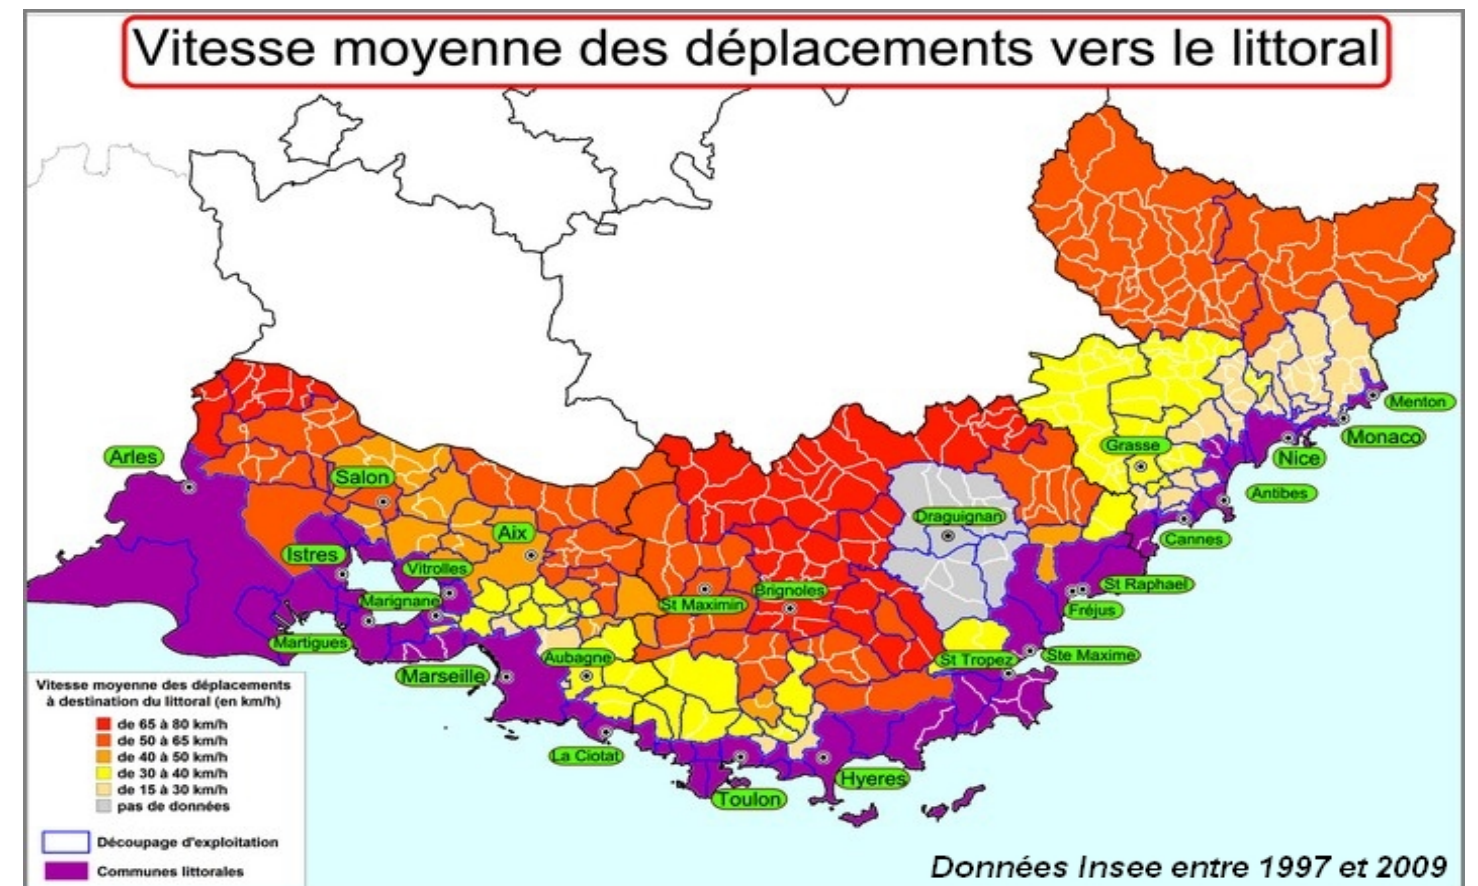 Vitesse moyenne des déplacements vers le littoral
Menton
Grasse
Monaco
Arles
Nice
Salon
Antibes
Draguignan
Aix
Cannes
Istres
Vitrolles
St Raphael
Brignoles
Marignane
St Maximin
Fréjus
Martigues
Aubagne
St Tropez
Ste Maxime
Marseille
La Ciotat
Hyeres
Toulon
Vitesse moyenne des déplacements
à destination du littoral (en km/h)
de 65 à 80 km/h
de 50 à 65 km/h
de 40 à 50 km/h
de 30 à 40 km/h
de 15 à 30 km/h
pas de données
Découpage d'exploitation
Communes littorales
Données Insee entre 1997 et 2009